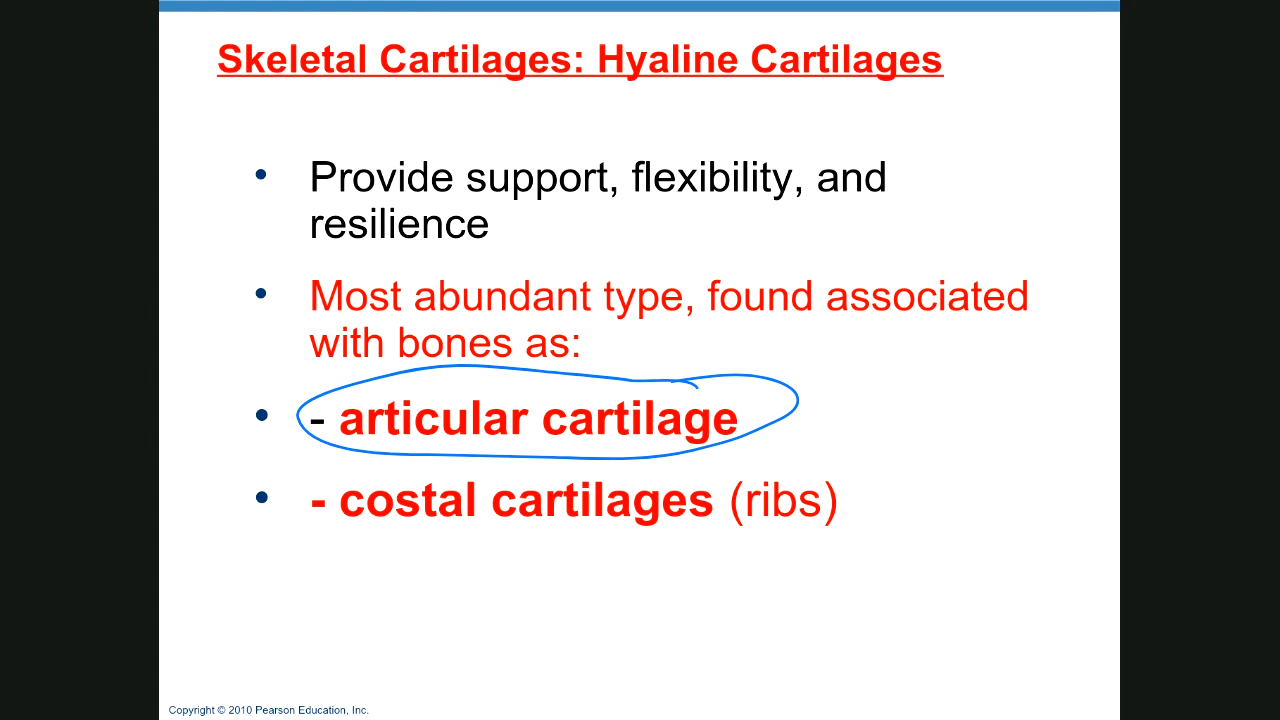 Skeletal Cartilages: Hyaline Cartilages
• Provide support, flexibility, and
resilience
• Most abundant type, found associated
with bones as:
• - articular cartilage
• - costal cartilages (ribs)
Copyright © 2010 Pearson Education, Inc.